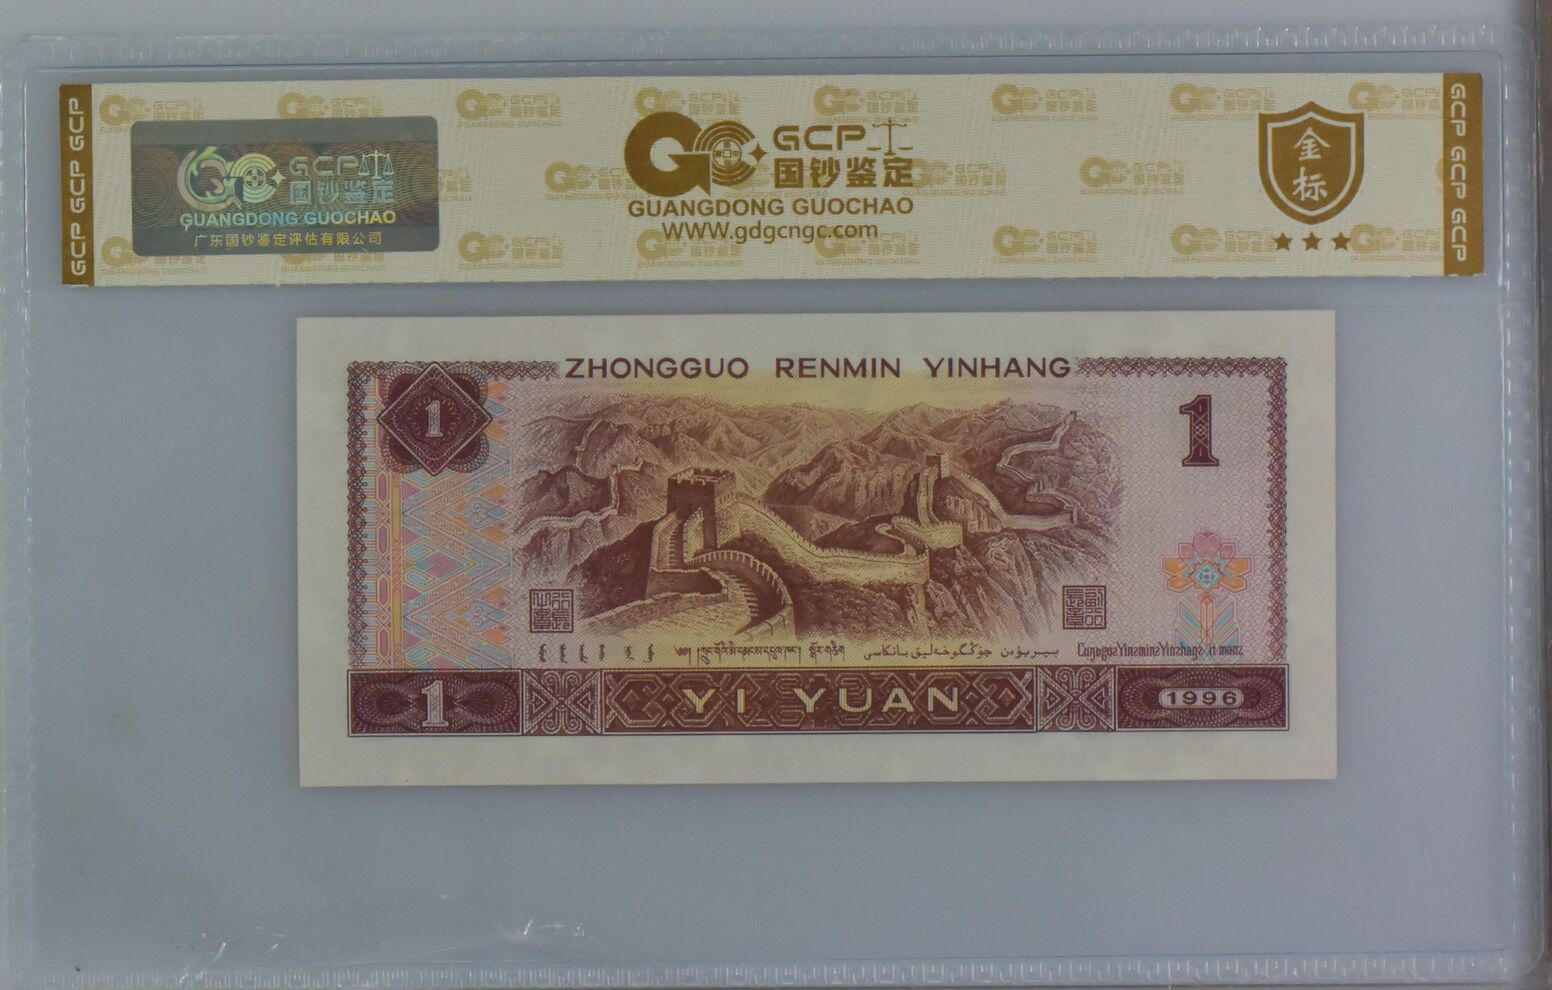 GCP GCP GCP
GCP
国钞鉴定
GUANGDONG GUOCHAO
广东国钞鉴定评估有限公司
GCP
国钞鉴定
GUANGDONG GUOCHAO
WWW.gdgcngc.com
金标
GCP GCP GCP
ZHONGGUO RENMIN YINHANG
1
1
1
YI YUAN
1996